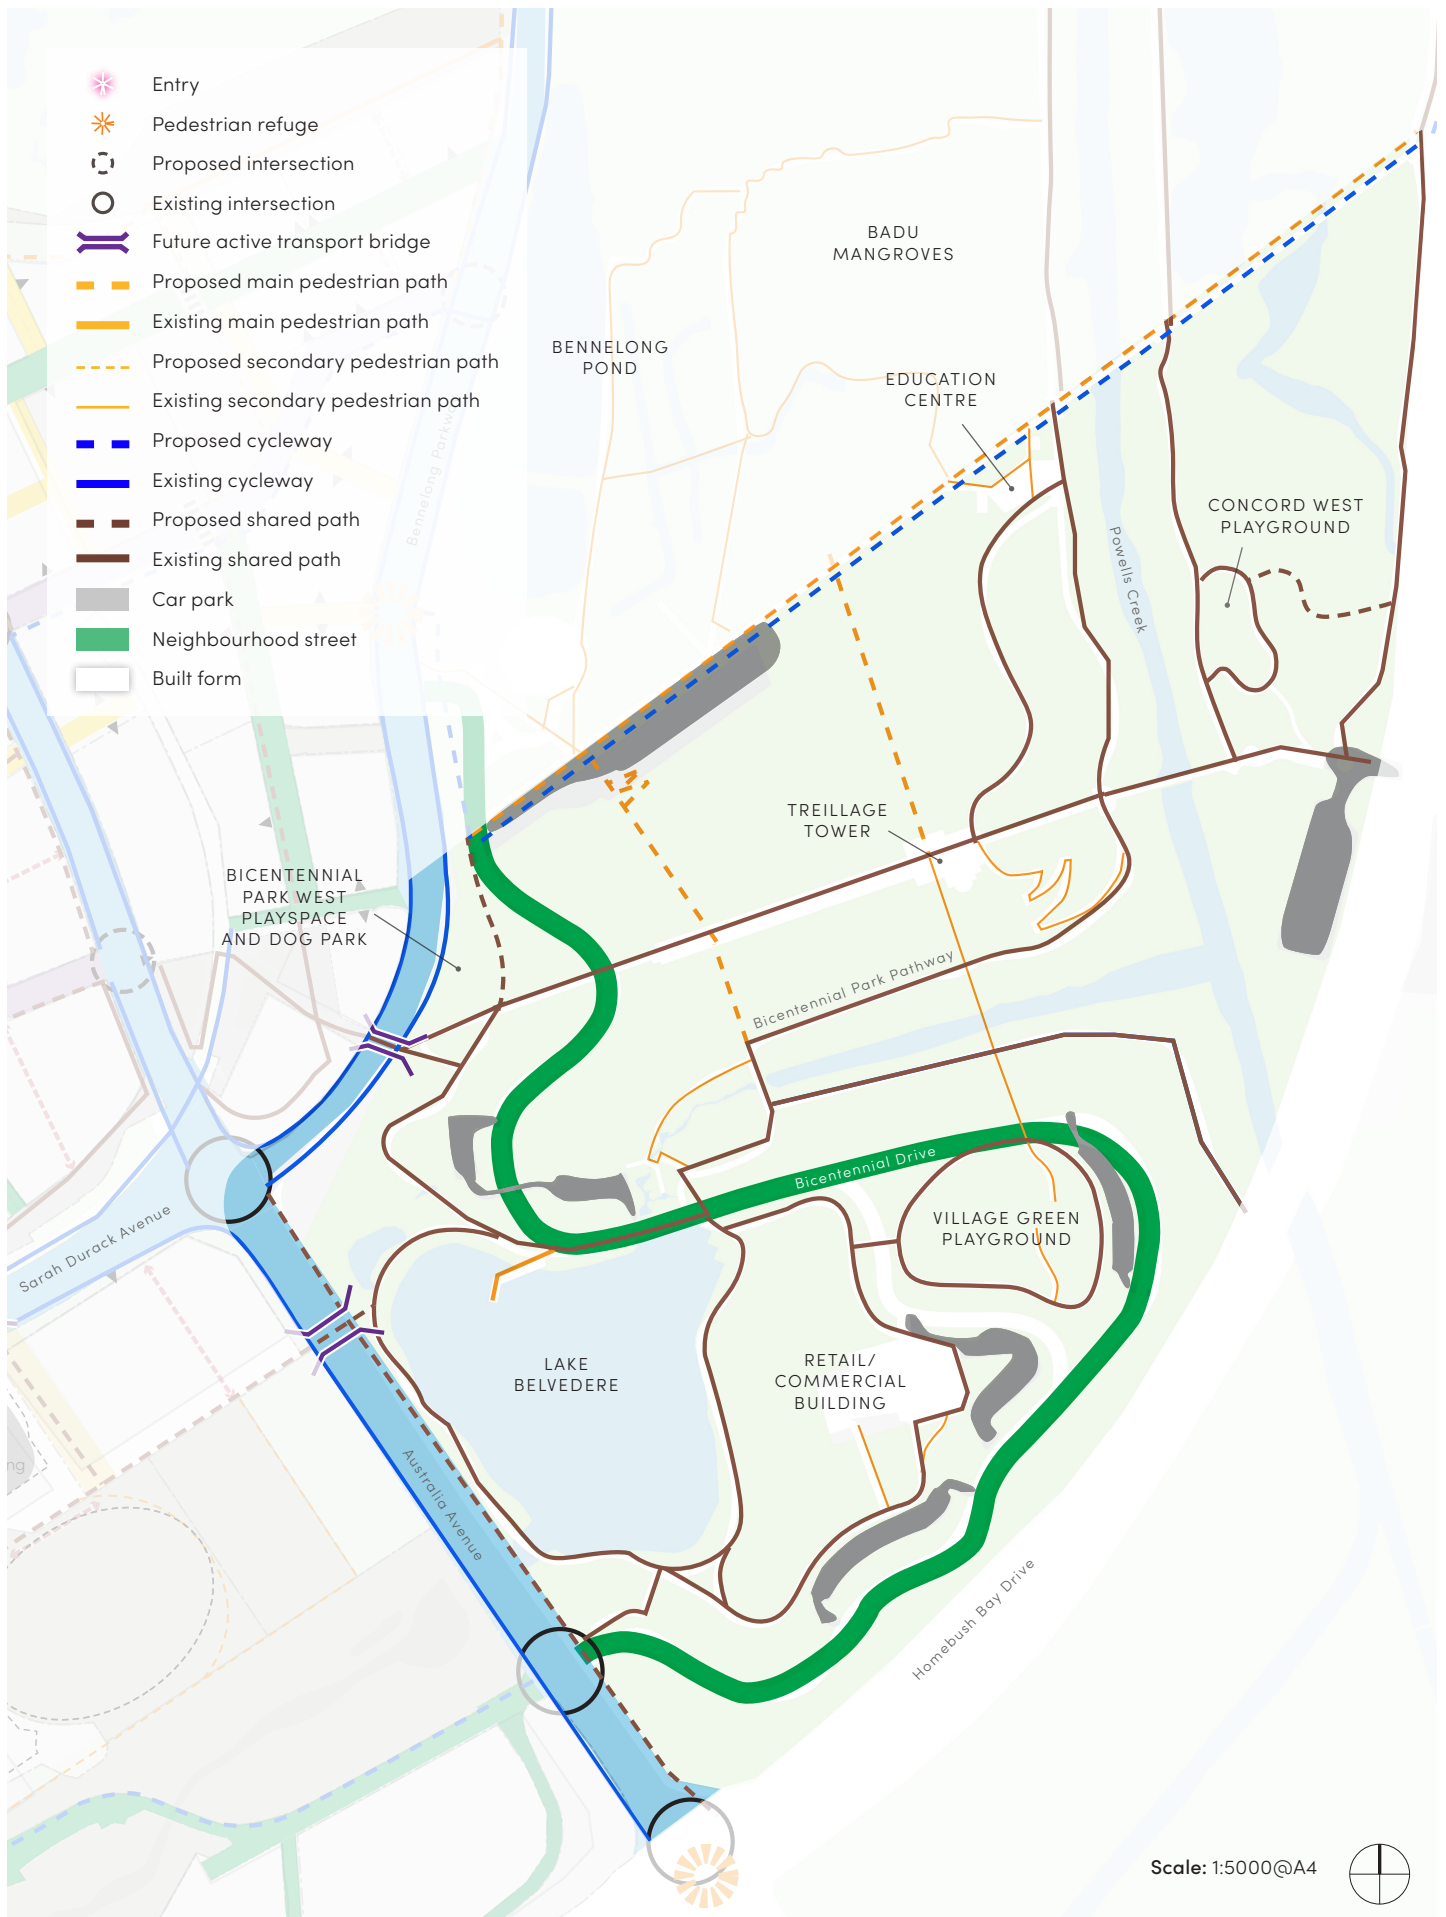 Entry
Pedestrian refuge
Proposed intersection
Existing intersection
Future active transport bridge
Proposed main pedestrian path
Existing main pedestrian path
Proposed secondary pedestrian path
Existing secondary pedestrian path
Proposed cycleway
Existing cycleway
Proposed shared path
Existing shared path
Car park
Neighbourhood street
Built form
BADU
MANGROVES
BENNELONG
POND
EDUCATION
CENTRE
Bennelong Parkway
CONCORD WEST
PLAYGROUND
Powells Creek
TREILLAGE
TOWER
BICENTENNIAL
PARK WEST
PLAYSPACE
AND DOG PARK
Bicentennial Park Pathway
Bicentennial Drive
Sarah Durack Avenue
VILLAGE GREEN
PLAYGROUND
LAKE
BELVEDERE
RETAIL/
COMMERCIAL
BUILDING
ng
Australia Avenue
Homebush Bay Drive
Scale: 1:5000@A4